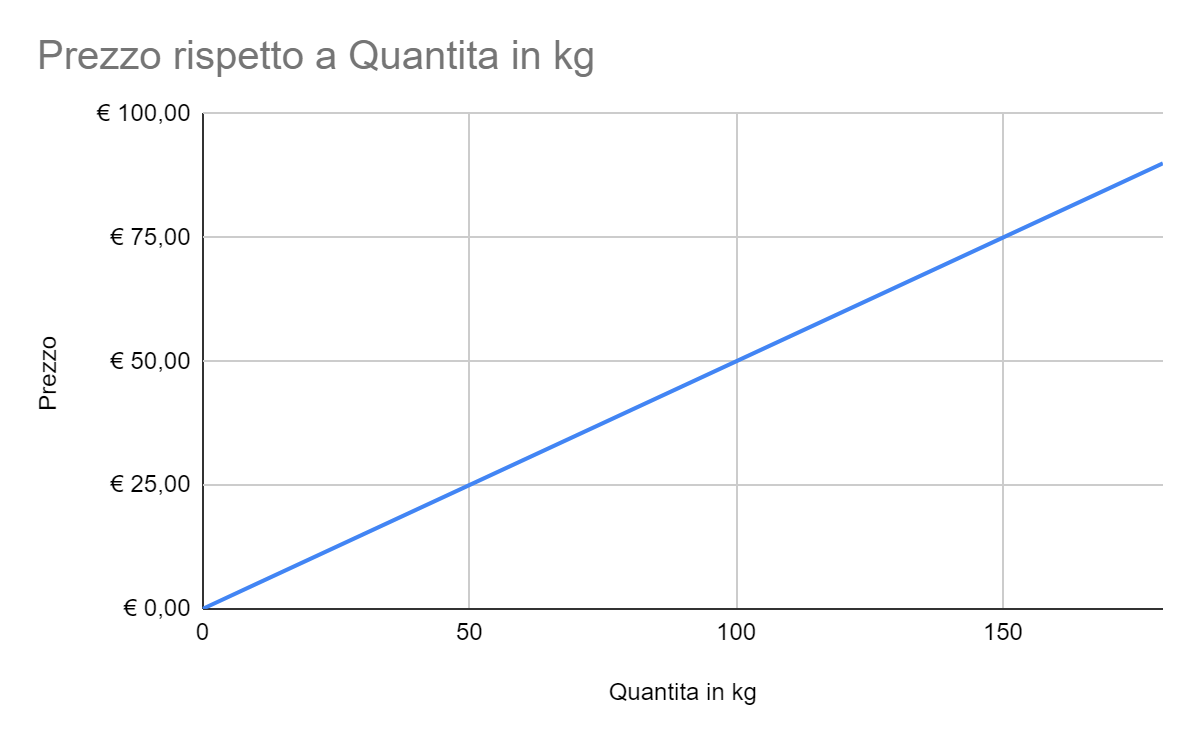 Prezzo rispetto a Quantita in kg
€ 100,00
€ 75,00
€ 50,00
€ 25,00
€ 0,00
Prezzo
0 50 100 150
Quantita in kg